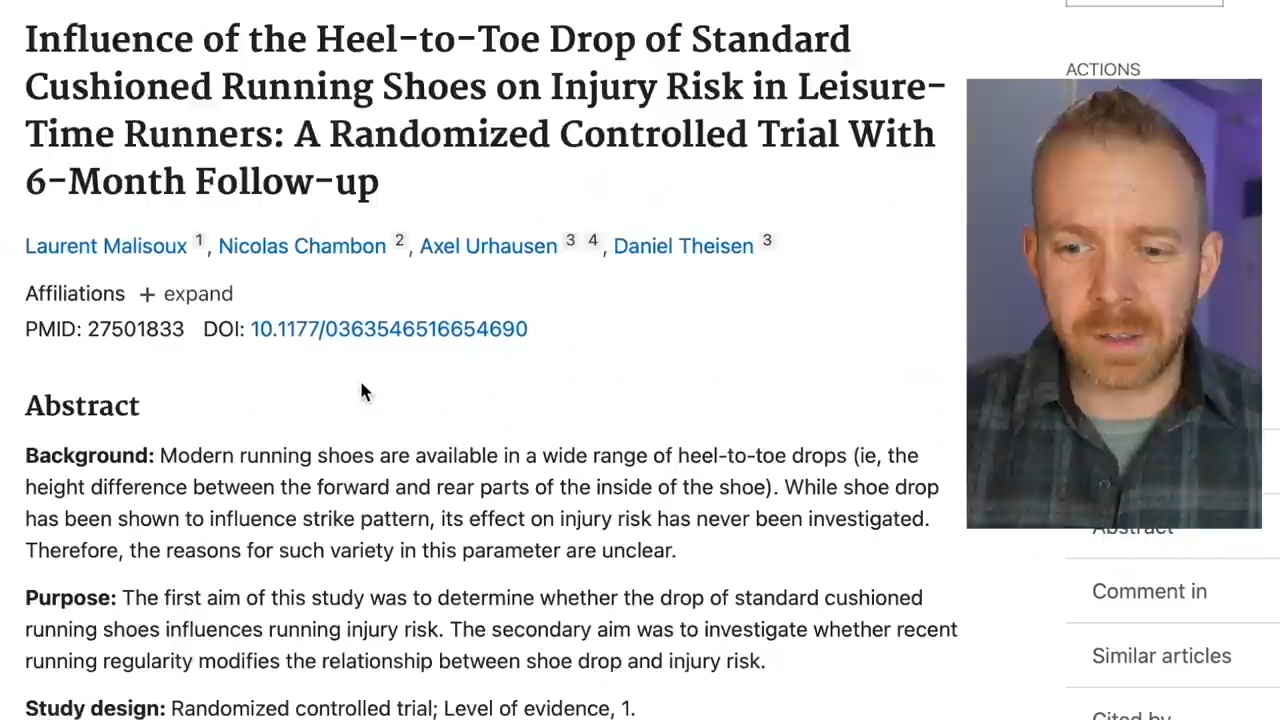 Influence of the Heel-to-Toe Drop of Standard
Cushioned Running Shoes on Injury Risk in Leisure-
Time Runners: A Randomized Controlled Trial With
6-Month Follow-up
Laurent Malisoux 1 , Nicolas Chambon 2 , Axel Urhausen 3 4 , Daniel Theisen 3
Affiliations + expand
PMID: 27501833 DOI: 10.1177/0363546516654690
Abstract
Background: Modern running shoes are available in a wide range of heel-to-toe drops (ie, the
height difference between the forward and rear parts of the inside of the shoe). While shoe drop
has been shown to influence strike pattern, its effect on injury risk has never been investigated.
Therefore, the reasons for such variety in this parameter are unclear.
Purpose: The first aim of this study was to determine whether the drop of standard cushioned
running shoes influences running injury risk. The secondary aim was to investigate whether recent
running regularity modifies the relationship between shoe drop and injury risk.
Study design: Randomized controlled trial; Level of evidence, 1.
ACTIONS
Abstract
Comment in
Similar articles
Cited by